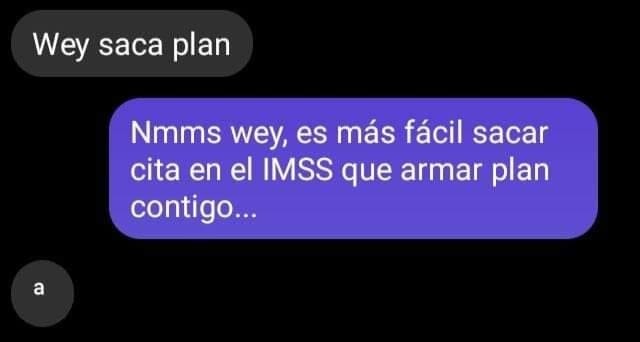 Wey saca plan
Nmms wey, es más fácil sacar
cita en el IMSS que armar plan
contigo...
a